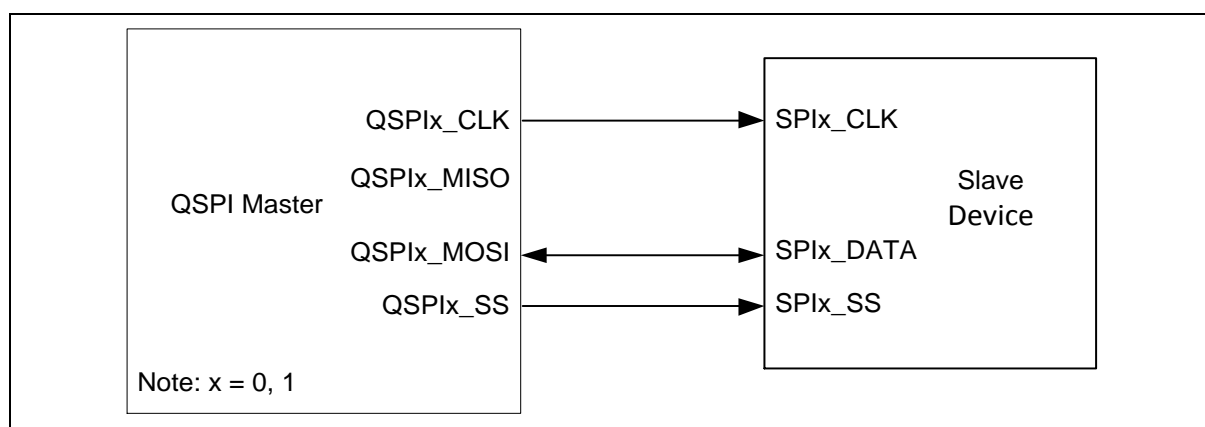 QSPIx_CLK
SPIx_CLK
QSPIx_MISO
QSPI Master
Slave
Device
QSPIx_MOSI
SPIx_DATA
QSPIx_SS
SPIx_SS
Note: x = 0, 1